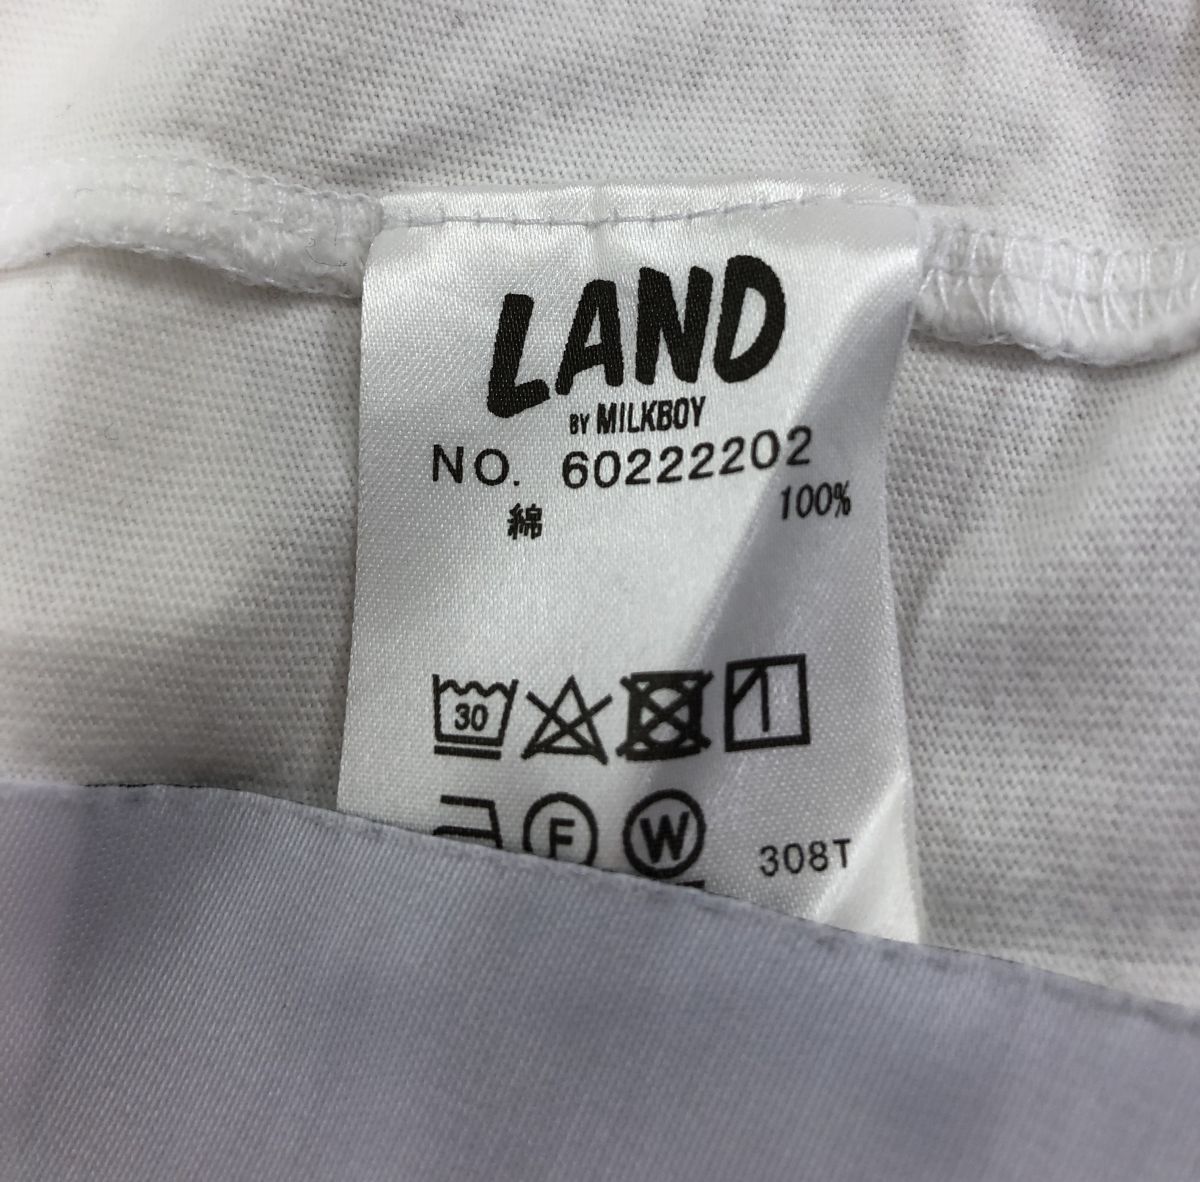 LAND
BY MILKBOY
NO. 60222202
綿 100%
30
F W 308T